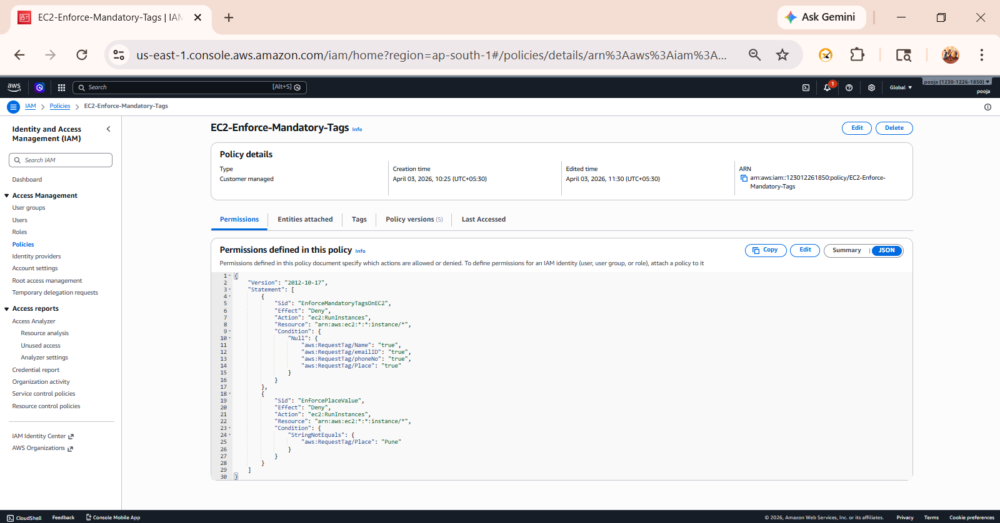 EC2-Enforce-Mandatory-Tags | IAM
Ask Gemini
us-east-1.console.aws.amazon.com/iam/home?region=ap-south-1#/policies/details/arn%3Aaws%3Aiam%3A...
aws
Search
[Alt+S]
1
Global
pooja (1230-1226-1850)
pooja
IAM
Policies
EC2-Enforce-Mandatory-Tags
Identity and Access
Management (IAM)
Search IAM
Dashboard
Access Management
User groups
Users
Roles
Policies
Identity providers
Account settings
Root access management
Temporary delegation requests
Access reports
Access Analyzer
Resource analysis
Unused access
Analyzer settings
Credential report
Organization activity
Service control policies
Resource control policies
IAM Identity Center
AWS Organizations
EC2-Enforce-Mandatory-Tags Info
Edit
Delete
Policy details
Type
Customer managed
Creation time
April 03, 2026, 10:25 (UTC+05:30)
Edited time
April 03, 2026, 11:30 (UTC+05:30)
ARN
arn:aws:iam::123012261850:policy/EC2-Enforce-
Mandatory-Tags
Permissions
Entities attached
Tags
Policy versions (5)
Last Accessed
Permissions defined in this policy Info
Copy
Edit
Summary
JSON
Permissions defined in this policy document specify which actions are allowed or denied. To define permissions for an IAM identity (user, user group, or role), attach a policy to it
1 {
2 "Version": "2012-10-17",
3 "Statement": [
4 {
5 "Sid": "EnforceMandatoryTagsOnEC2",
6 "Effect": "Deny",
7 "Action": "ec2:RunInstances",
8 "Resource": "arn:aws:ec2:*:*:instance/*",
9 "Condition": {
10 "Null": {
11 "aws:RequestTag/Name": "true",
12 "aws:RequestTag/emailID": "true",
13 "aws:RequestTag/phoneNo": "true",
14 "aws:RequestTag/Place": "true"
15 }
16 }
17 },
18 {
19 "Sid": "EnforcePlaceValue",
20 "Effect": "Deny",
21 "Action": "ec2:RunInstances",
22 "Resource": "arn:aws:ec2:*:*:instance/*",
23 "Condition": {
24 "StringNotEquals": {
25 "aws:RequestTag/Place": "Pune"
26 }
27 }
28 }
29 ]
30 }
CloudShell
Feedback
Console Mobile App
© 2026, Amazon Web Services, Inc. or its affiliates.
Privacy
Terms
Cookie preferences